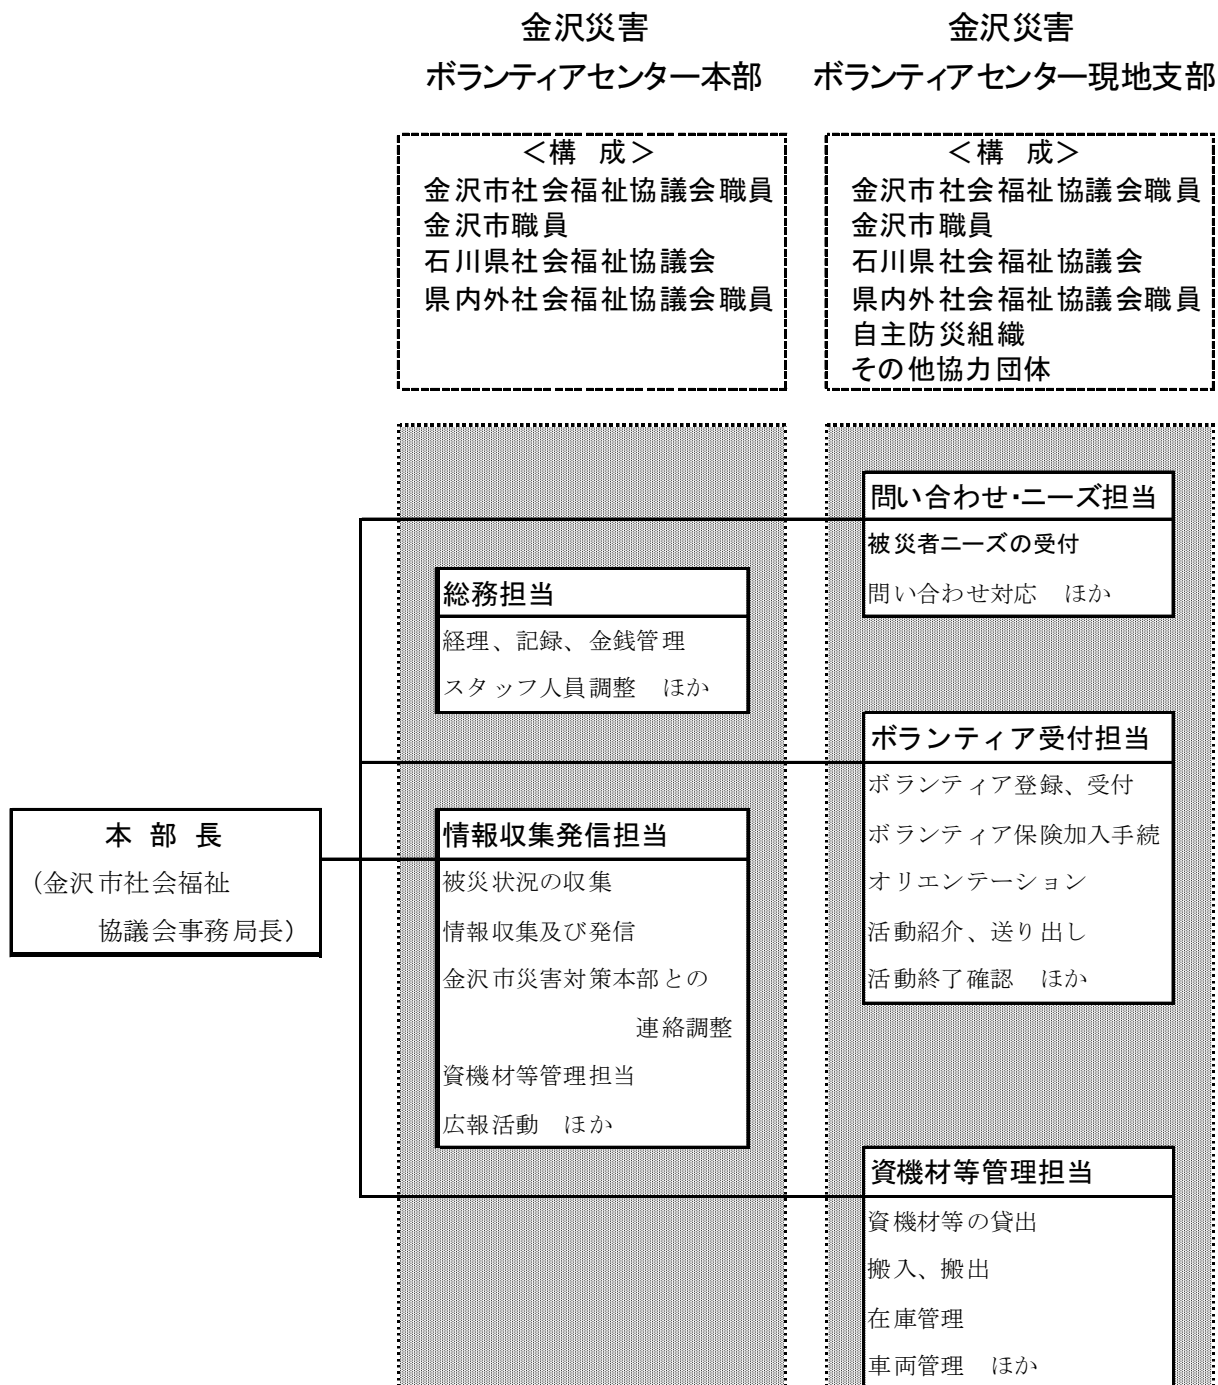 金沢災害
ボランティアセンター本部
金沢災害
ボランティアセンター現地支部
＜構　成＞
金沢市社会福祉協議会職員
金沢市職員
石川県社会福祉協議会
県内外社会福祉協議会職員
＜構　成＞
金沢市社会福祉協議会職員
金沢市職員
石川県社会福祉協議会
県内外社会福祉協議会職員
自主防災組織
その他協力団体
本　部　長
（金沢市社会福祉
協議会事務局長）
総務担当
経理、記録、金銭管理
スタッフ人員調整　ほか
情報収集発信担当
被災状況の収集
情報収集及び発信
金沢市災害対策本部との
連絡調整
資機材等管理担当
広報活動　ほか
問い合わせ・ニーズ担当
被災者ニーズの受付
問い合わせ対応　ほか
ボランティア受付担当
ボランティア登録、受付
ボランティア保険加入手続
オリエンテーション
活動紹介、送り出し
活動終了確認　ほか
資機材等管理担当
資機材等の貸出
搬入、搬出
在庫管理
車両管理　ほか